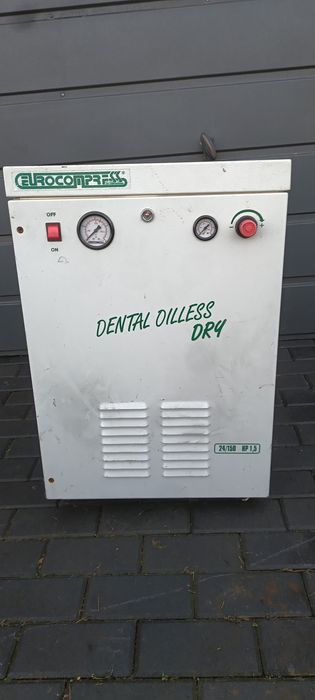 EUROCOMPRESS®
OFF
ON
- +
DENTAL OILLESS
DRY
24/150 HP 1,5